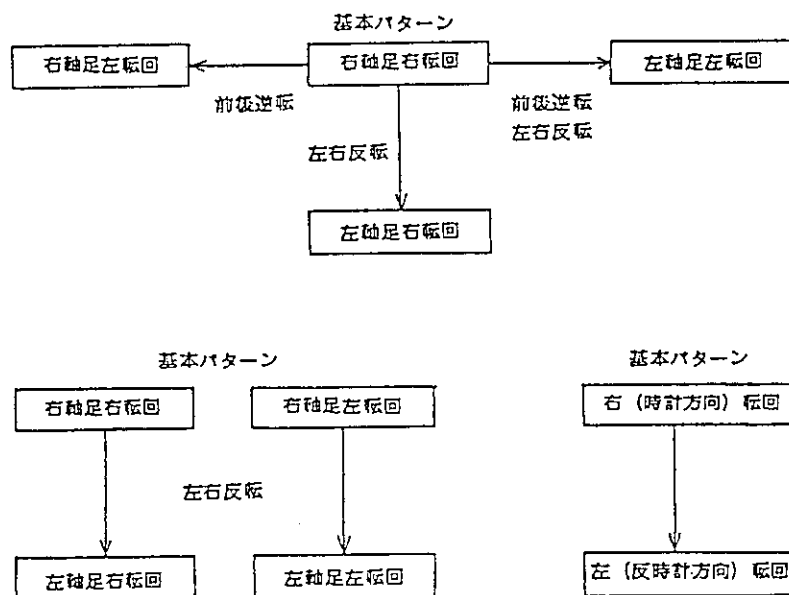 基本パターン
右軸足左転回
右軸足右転回
左軸足左転回
前後逆転
前後逆転
左右反転
左右反転
左軸足右転回
基本パターン
基本パターン
右軸足右転回
右軸足左転回
右（時計方向）転回
左右反転
左軸足右転回
左軸足左転回
左（反時計方向）転回